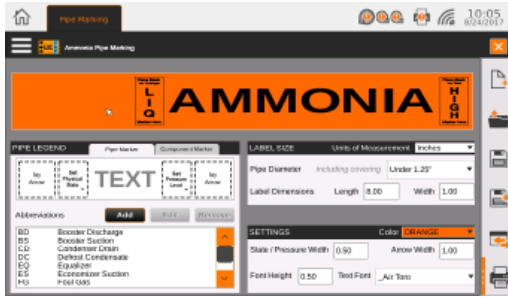 Pipe Marking
10:05
8/24/2017
Ammonia Pipe Marking
LIQ
AMMONIA
HIGH
PIPE LEGEND
Pipe Marker
Component Marker
No Arrow
Set Physical State
TEXT
Set Pressure Level
No Arrow
Abbreviations
Add
Edit
Remove
BD Booster Discharge
BS Booster Suction
CD Condenser Drain
DC Defrost Condensate
EQ Equalizer
ES Economizer Suction
FG Foul Gas
LABEL SIZE Units of Measurement Inches
Pipe Diameter Including covering Under 1.25"
Label Dimensions Length 8.00 Width 1.00
SETTINGS Color ORANGE
State / Pressure Width 0.50 Arrow Width 1.00
Font Height 0.50 Text Font _Air Toro